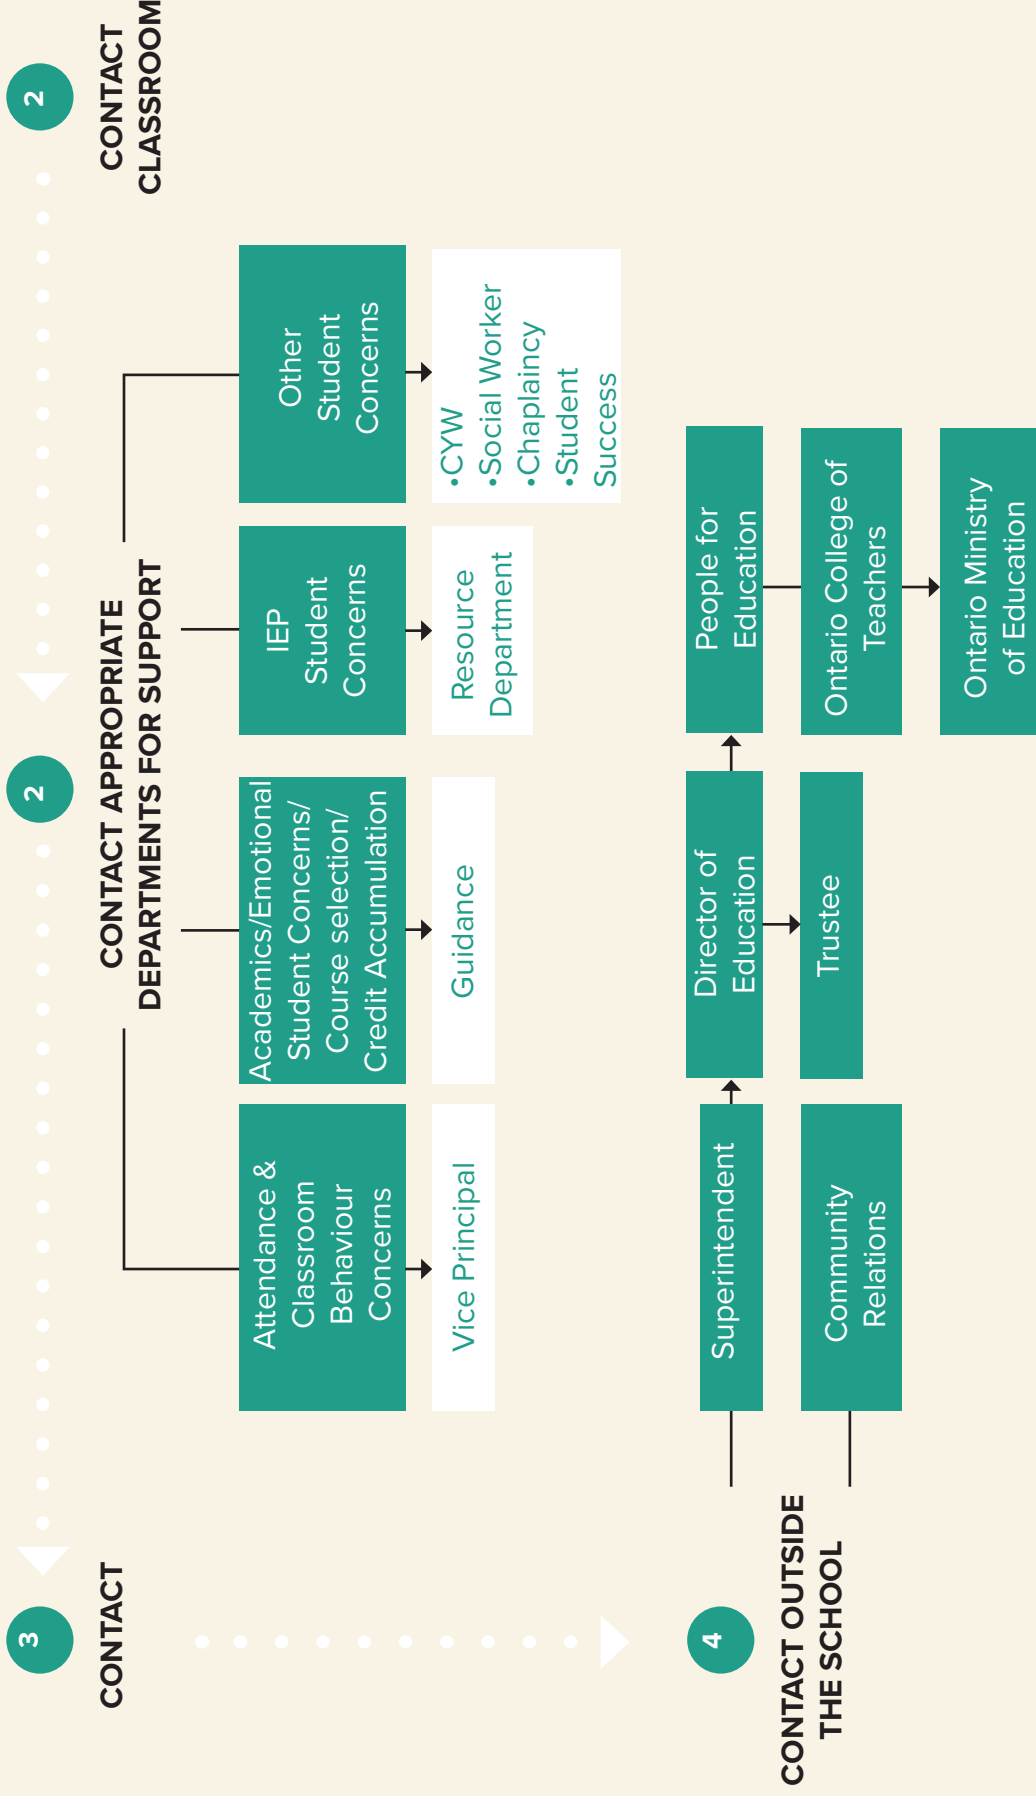 3
CONTACT
2
CONTACT APPROPRIATE
DEPARTMENTS FOR SUPPORT
2
CONTACT
CLASSROOM
Attendance &
Classroom
Behaviour
Concerns
Vice Principal
Academics/Emotional
Student Concerns/
Course selection/
Credit Accumulation
Guidance
IEP
Student
Concerns
Resource
Department
Other
Student
Concerns
•CYW
•Social Worker
•Chaplaincy
•Student
Success
4
CONTACT OUTSIDE
THE SCHOOL
Superintendent
Community
Relations
Director of
Education
Trustee
People for
Education
Ontario College of
Teachers
Ontario Ministry
of Education